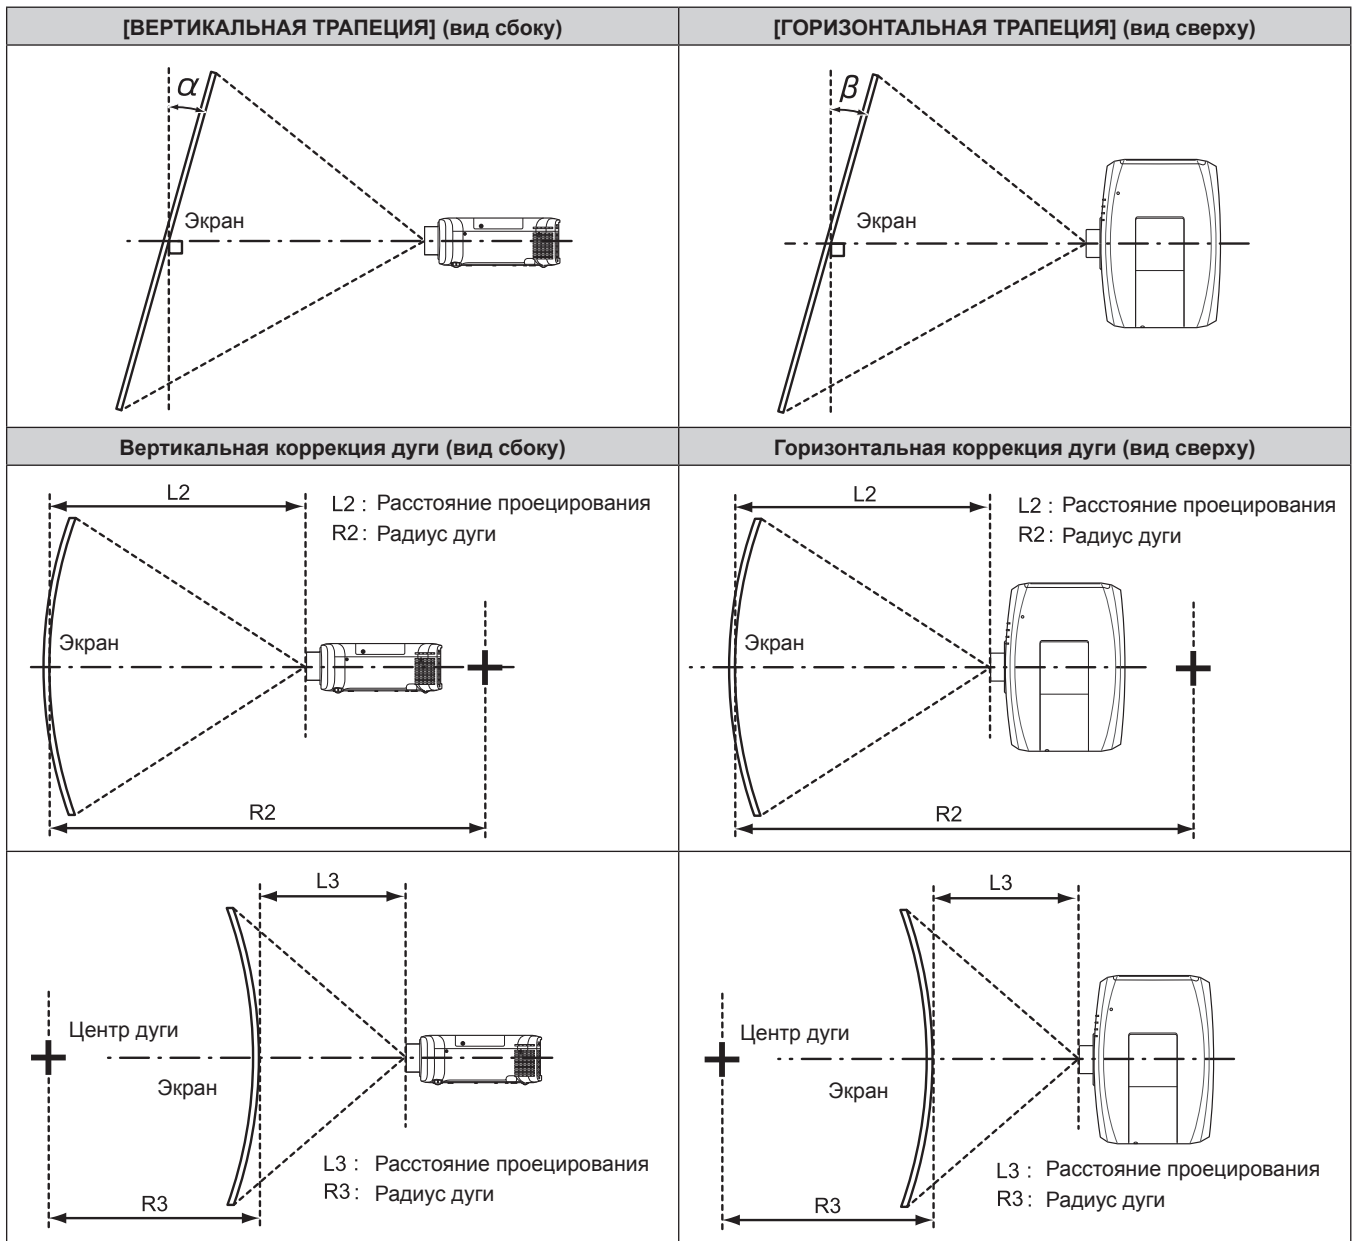 [ВЕРТИКАЛЬНАЯ ТРАПЕЦИЯ] (вид сбоку)
[ГОРИЗОНТАЛЬНАЯ ТРАПЕЦИЯ] (вид сверху)
α
Экран
β
Экран
Вертикальная коррекция дуги (вид сбоку)
Горизонтальная коррекция дуги (вид сверху)
L2
L2 : Расстояние проецирования
R2 : Радиус дуги
Экран
R2
L2
L2 : Расстояние проецирования
R2 : Радиус дуги
Экран
R2
L3
Центр дуги
Экран
L3 : Расстояние проецирования
R3 : Радиус дуги
R3
L3
Центр дуги
Экран
L3 : Расстояние проецирования
R3 : Радиус дуги
R3